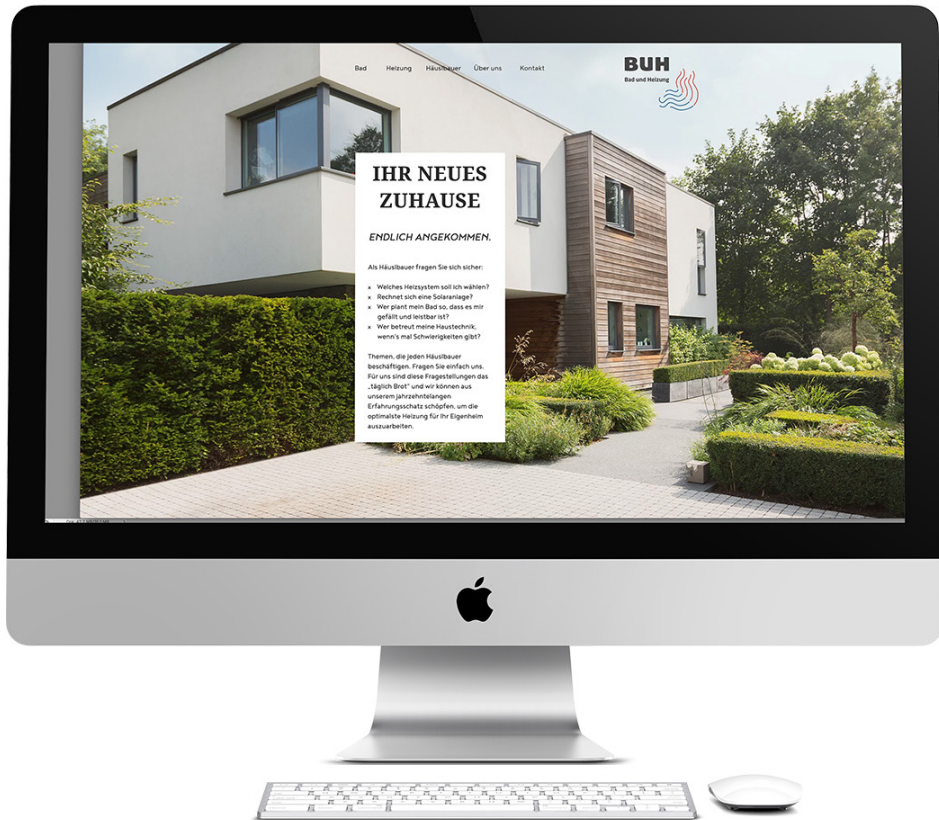 Bad Heizung Häuslbauer Über uns Kontakt
BUH
Bad und Heizung
IHR NEUES
ZUHAUSE
ENDLICH ANGEKOMMEN.
Als Häuslbauer fragen Sie sich sicher:
× Welches Heizsystem soll ich wählen?
× Rechnet sich eine Solaranlage?
× Wer plant mein Bad so, dass es mir
gefällt und leistbar ist?
× Wer betreut meine Haustechnik,
wenn's mal Schwierigkeiten gibt?
Themen, die jeden Häuslbauer
beschäftigen. Fragen Sie einfach uns.
Für uns sind diese Fragestellungen das
„täglich Brot" und wir können aus
unserem jahrzehntelangen
Erfahrungsschatz schöpfen, um die
optimalste Heizung für Ihr Eigenheim
auszuarbeiten.